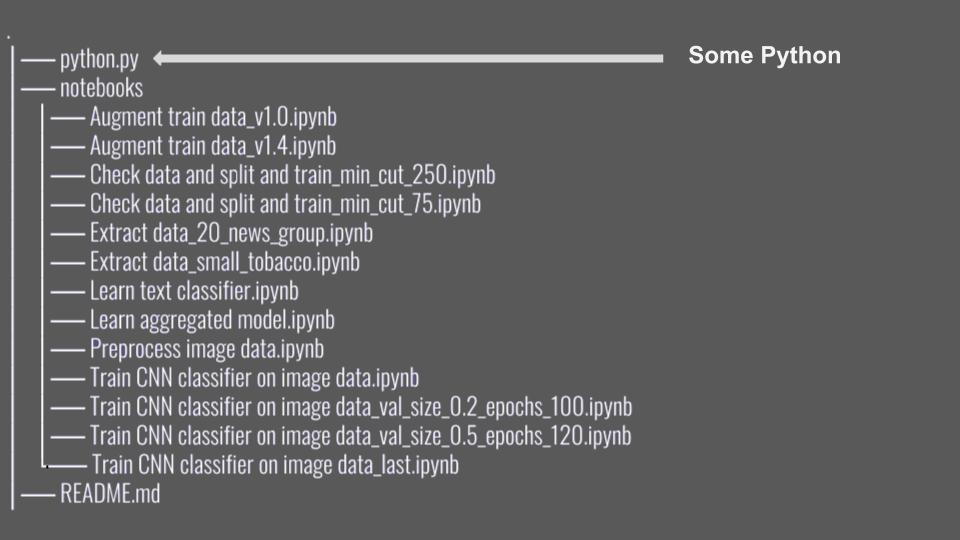 .
python.py
Some Python
notebooks
Augment train data_v1.0.ipynb
Augment train data_v1.4.ipynb
Check data and split and train_min_cut_250.ipynb
Check data and split and train_min_cut_75.ipynb
Extract data_20_news_group.ipynb
Extract data_small_tobacco.ipynb
Learn text classifier.ipynb
Learn aggregated model.ipynb
Preprocess image data.ipynb
Train CNN classifier on image data.ipynb
Train CNN classifier on image data_val_size_0.2_epochs_100.ipynb
Train CNN classifier on image data_val_size_0.5_epochs_120.ipynb
Train CNN classifier on image data_last.ipynb
README.md